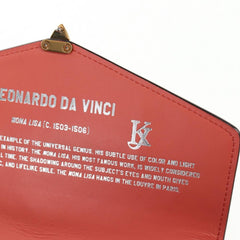 LEONARDO DA VINCI
MONA LISA (C. 1503-1506)
EXAMPLE OF THE UNIVERSAL GENIUS. HIS SUBTLE USE OF COLOR AND LIGHT
IN HISTORY. THE MONA LISA, HIS MOST FAMOUS WORK, IS WIDELY CONSIDERED
L TIME. THE SHADOWING AROUND THE SUBJECT'S EYES AND MOUTH GIVES
C, AND LIFELIKE SMILE. THE MONA LISA HANGS IN THE LOUVRE IN PARIS.